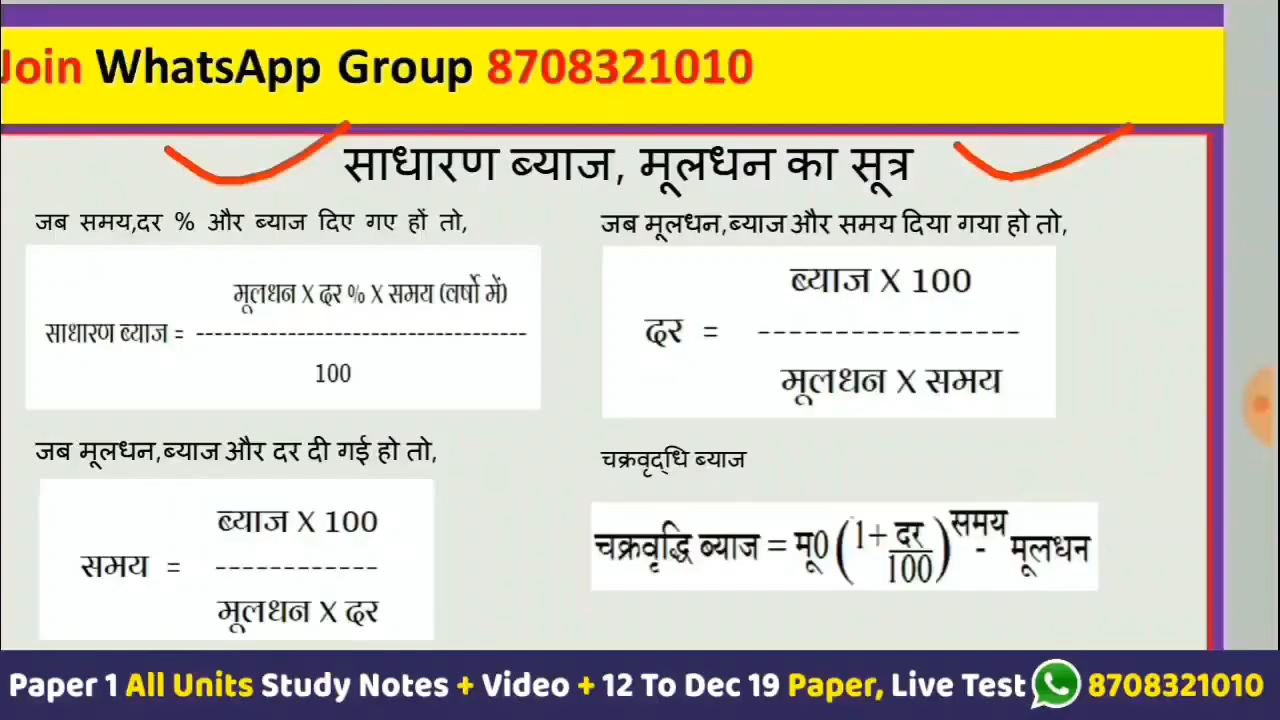 Join WhatsApp Group 8708321010
साधारण ब्याज, मूलधन का सूत्र
जब समय,दर % और ब्याज दिए गए हों तो,
मूलधन X दर % X समय (वर्षो में)
साधारण ब्याज = ------------------------------------
100
जब मूलधन,ब्याज और समय दिया गया हो तो,
ब्याज X 100
दर = -----------------
मूलधन X समय
जब मूलधन,ब्याज और दर दी गई हो तो,
ब्याज X 100
समय = ------------
मूलधन X दर
चक्रवृद्धि ब्याज
चक्रवृद्धि ब्याज = मू0 (1+दर/100)^समय - मूलधन
Paper 1 All Units Study Notes + Video + 12 To Dec 19 Paper, Live Test 8708321010